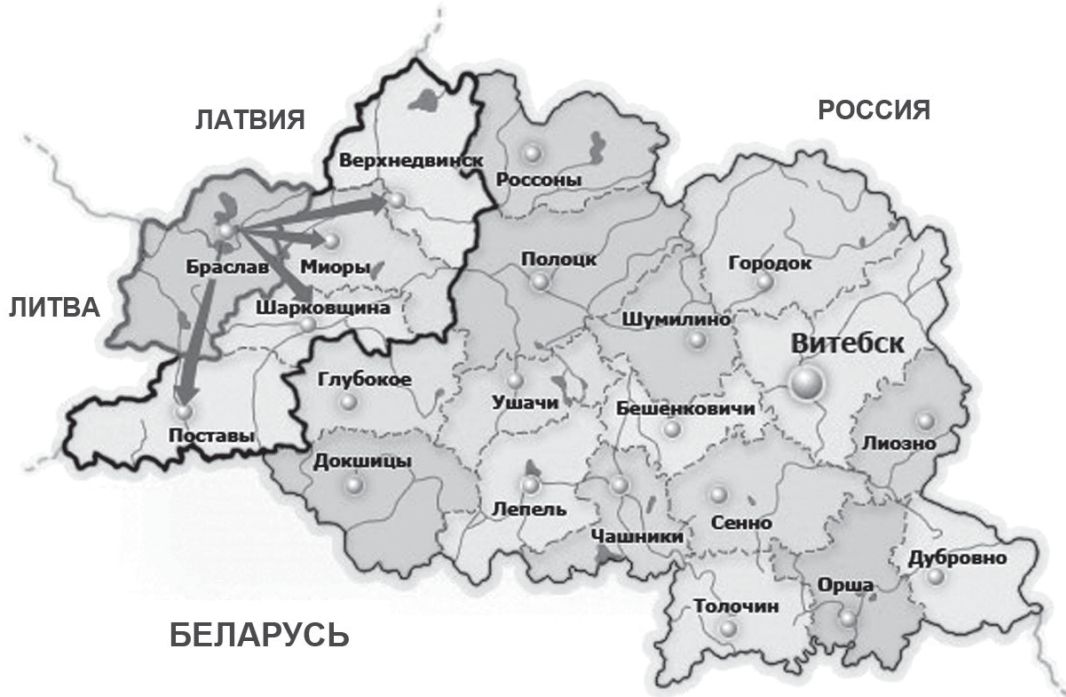 РОССИЯ
ЛАТВИЯ
Верхнедвинск
Россоны
Полоцк
Городок
Браслав
Миоры
ЛИТВА
Шарковщина
Шумилино
Витебск
Глубокое
Ушачи
Бешенковичи
Поставы
Лиозно
Докшицы
Лепель
Сенно
Чашники
Дубровно
Орша
Толочин
БЕЛАРУСЬ